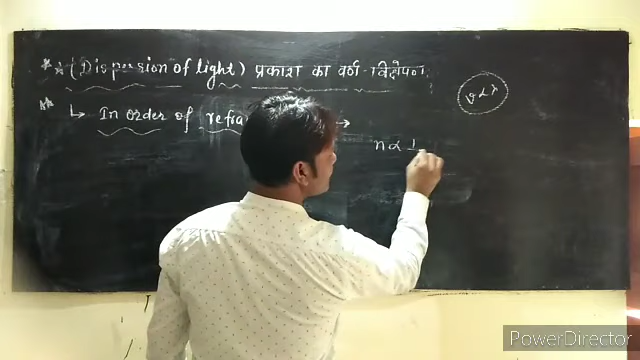 ** (Dispersion of light) प्रकाश का वर्ण-विक्षेपण :
** ↳ In order of refra →
v ∝ λ
n ∝ 1
PowerDirector